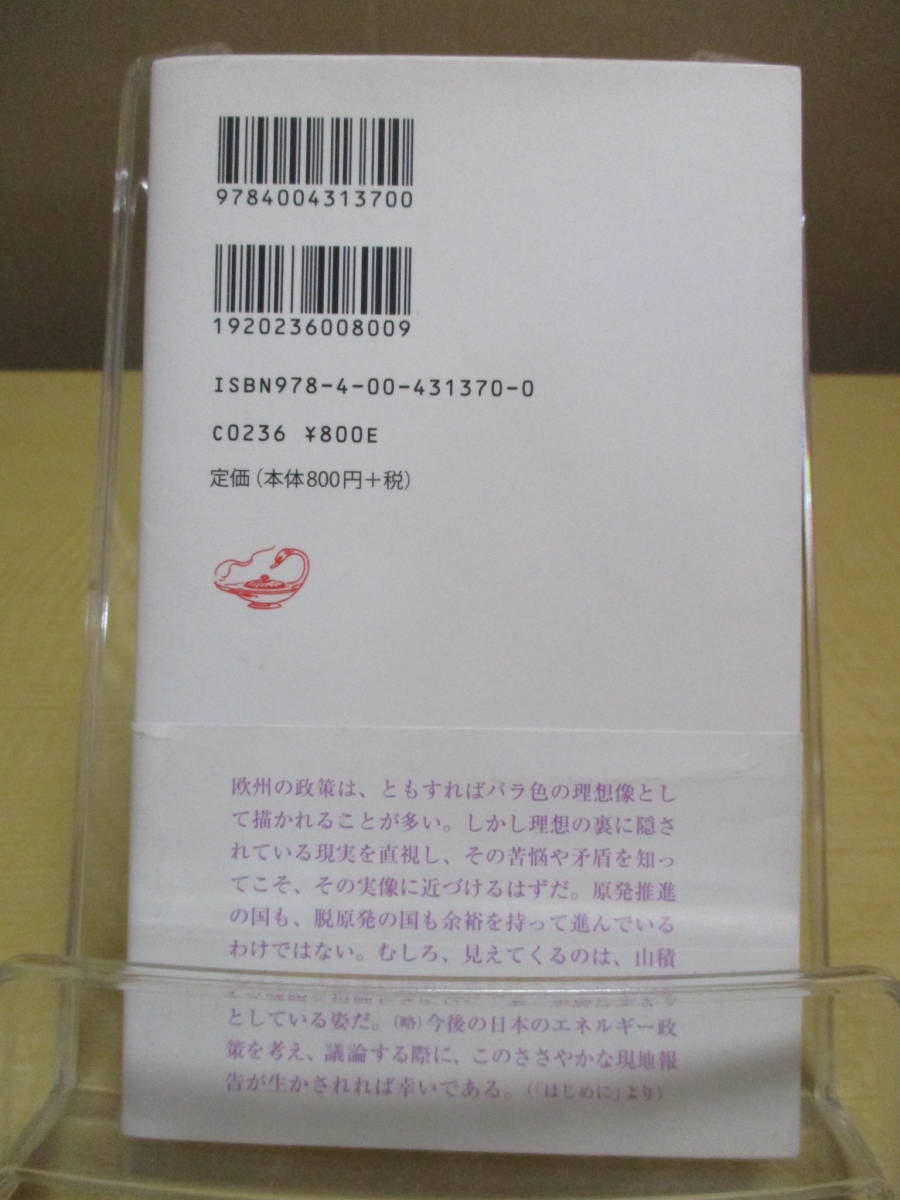 9784004313700
1920236008009
ISBN978-4-00-431370-0
C0236 ¥800E
定価(本体800円+税)
欧州の政策は、ともすればバラ色の理想像とし
て描かれることが多い。しかし理想の裏に隠さ
れている現実を直視し、その苦悩や矛盾を知っ
てこそ、その実像に近づけるはずだ。原発推進
の国も、脱原発の国も余裕を持って進んでいる
わけではない。むしろ、見えてくるのは、山積
としている姿だ。(略)今後の日本のエネルギー政
策を考え、議論する際に、このささやかな現地報
告が生かされれば幸いである。(「はじめに」より)